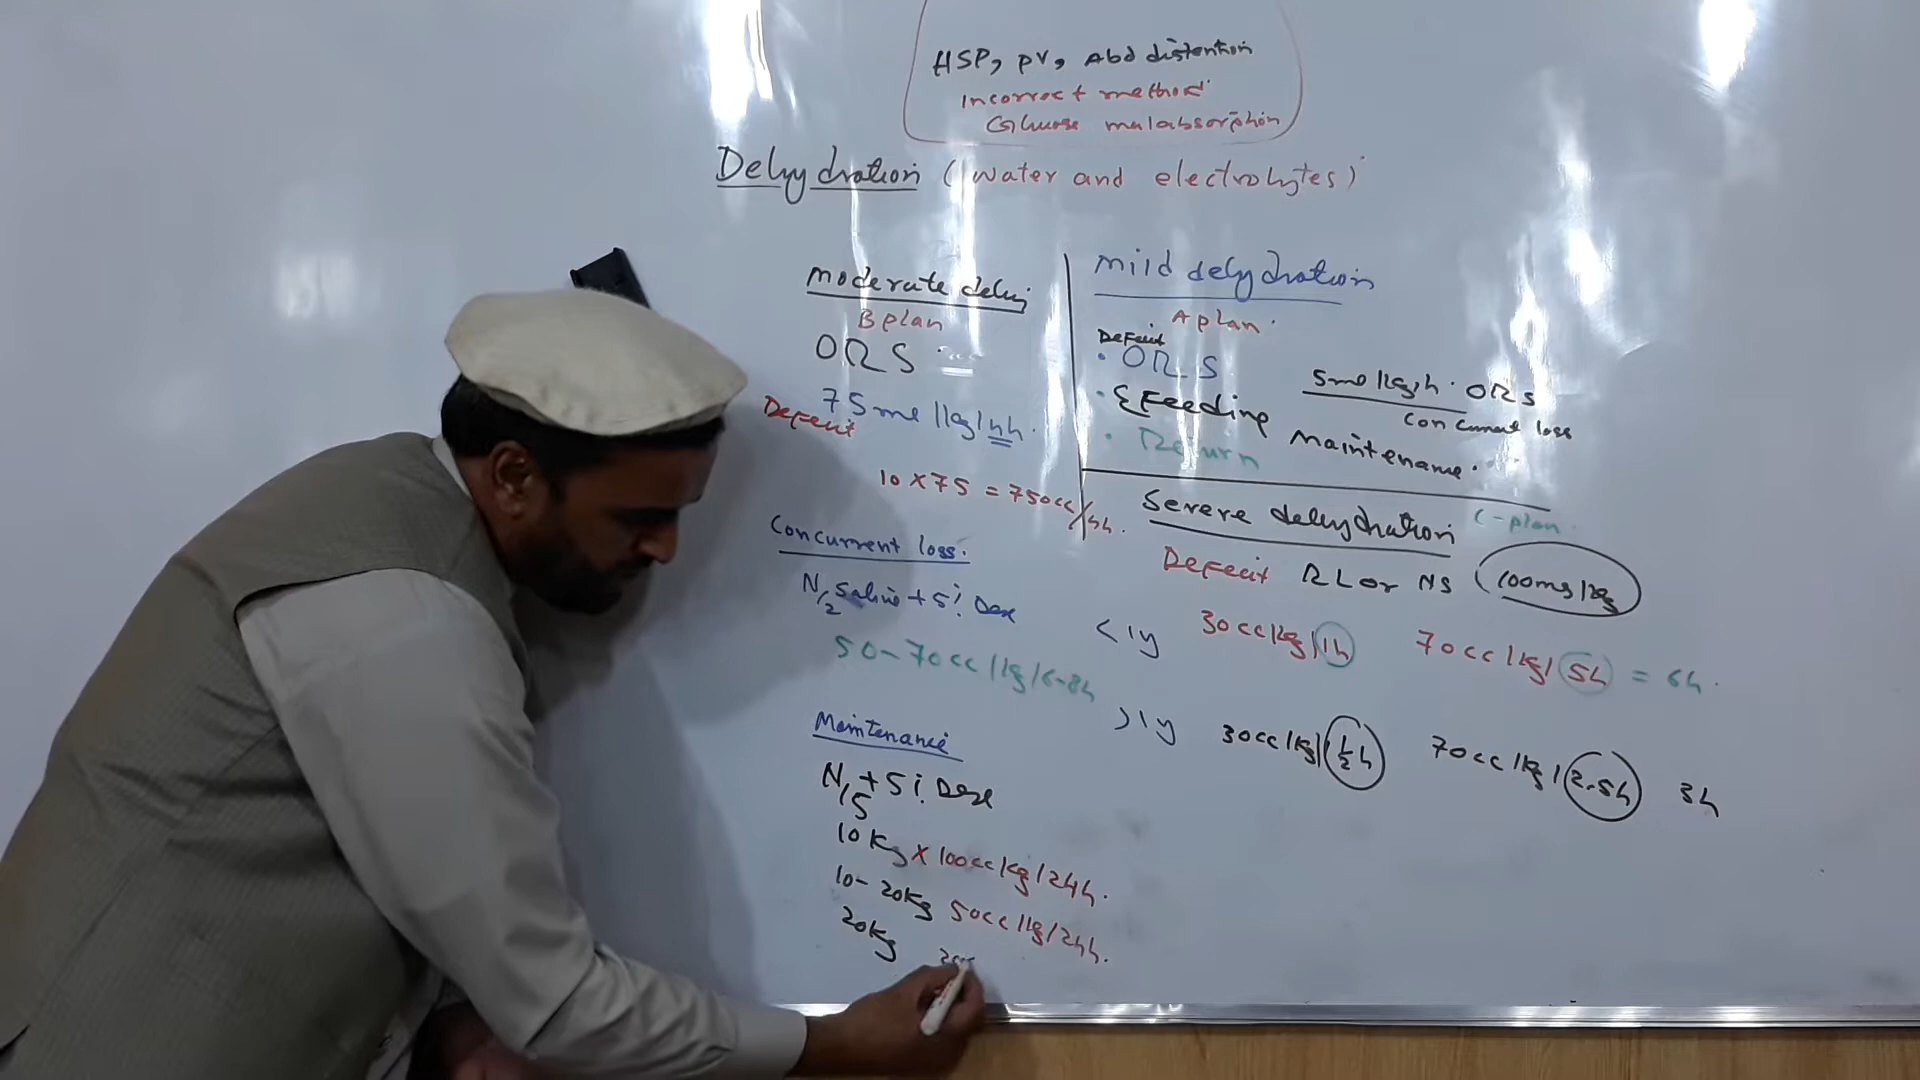 HSP, PV, Abd distention
Incorrect method
Glucose malabsorption
Dehydration (water and electrolytes)
moderate dehy
B plan
ORS
75 ml/kg/4h.
Defecit
10 x 75 = 750cc/4h.
Concurrent loss.
N/2 Saline + 5% Dex
50-70cc/kg/6-8h
Maintenance
N/5 + 5% Dex
10 Kg x 100cc/kg/24h.
10-20Kg 50cc/kg/24h.
20Kg
mild dehydration
A plan.
Defecit
• ORS
• Feeding
• Return
5ml/kg/h. ORS
Concurrent loss
maintename.
Severe dehydration C-plan.
Defecit RL or NS 100mg/kg
<1y 30cc/kg/1h 70cc/kg/5h = 6h.
>1y 30cc/kg/1/2h 70cc/kg/2.5h 3h